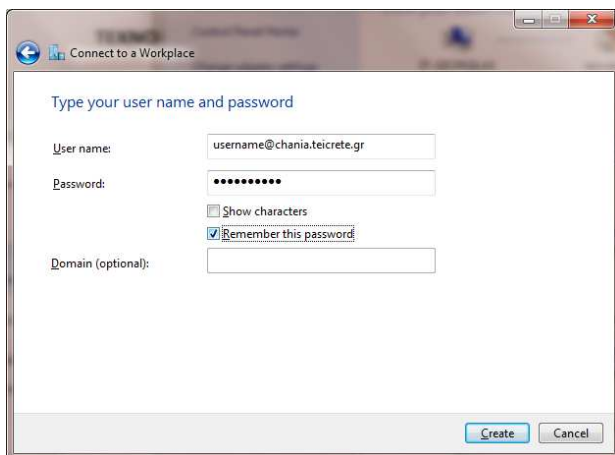 Connect to a Workplace
Type your user name and password
User name: username@chania.teicrete.gr
Password: ●●●●●●●●●●
Show characters
Remember this password
Domain (optional):
Create Cancel